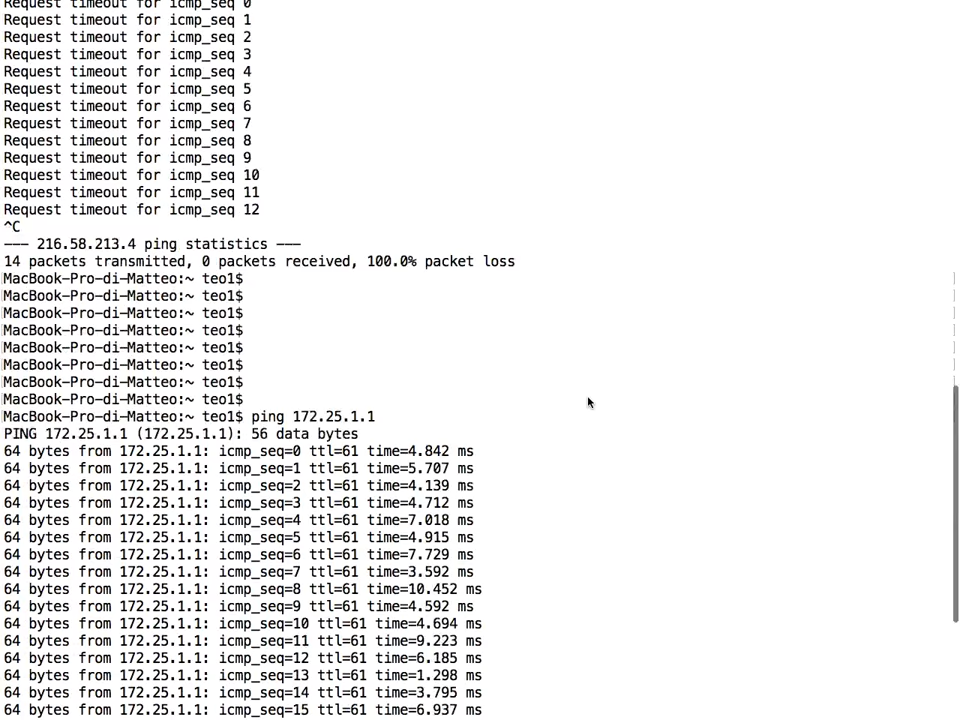 Request timeout for icmp_seq 0
Request timeout for icmp_seq 1
Request timeout for icmp_seq 2
Request timeout for icmp_seq 3
Request timeout for icmp_seq 4
Request timeout for icmp_seq 5
Request timeout for icmp_seq 6
Request timeout for icmp_seq 7
Request timeout for icmp_seq 8
Request timeout for icmp_seq 9
Request timeout for icmp_seq 10
Request timeout for icmp_seq 11
Request timeout for icmp_seq 12
^C
--- 216.58.213.4 ping statistics ---
14 packets transmitted, 0 packets received, 100.0% packet loss
MacBook-Pro-di-Matteo:~ teo1$
MacBook-Pro-di-Matteo:~ teo1$
MacBook-Pro-di-Matteo:~ teo1$
MacBook-Pro-di-Matteo:~ teo1$
MacBook-Pro-di-Matteo:~ teo1$
MacBook-Pro-di-Matteo:~ teo1$
MacBook-Pro-di-Matteo:~ teo1$
MacBook-Pro-di-Matteo:~ teo1$
MacBook-Pro-di-Matteo:~ teo1$ ping 172.25.1.1
PING 172.25.1.1 (172.25.1.1): 56 data bytes
64 bytes from 172.25.1.1: icmp_seq=0 ttl=61 time=4.842 ms
64 bytes from 172.25.1.1: icmp_seq=1 ttl=61 time=5.707 ms
64 bytes from 172.25.1.1: icmp_seq=2 ttl=61 time=4.139 ms
64 bytes from 172.25.1.1: icmp_seq=3 ttl=61 time=4.712 ms
64 bytes from 172.25.1.1: icmp_seq=4 ttl=61 time=7.018 ms
64 bytes from 172.25.1.1: icmp_seq=5 ttl=61 time=4.915 ms
64 bytes from 172.25.1.1: icmp_seq=6 ttl=61 time=7.729 ms
64 bytes from 172.25.1.1: icmp_seq=7 ttl=61 time=3.592 ms
64 bytes from 172.25.1.1: icmp_seq=8 ttl=61 time=10.452 ms
64 bytes from 172.25.1.1: icmp_seq=9 ttl=61 time=4.592 ms
64 bytes from 172.25.1.1: icmp_seq=10 ttl=61 time=4.694 ms
64 bytes from 172.25.1.1: icmp_seq=11 ttl=61 time=9.223 ms
64 bytes from 172.25.1.1: icmp_seq=12 ttl=61 time=6.185 ms
64 bytes from 172.25.1.1: icmp_seq=13 ttl=61 time=1.298 ms
64 bytes from 172.25.1.1: icmp_seq=14 ttl=61 time=3.795 ms
64 bytes from 172.25.1.1: icmp_seq=15 ttl=61 time=6.937 ms